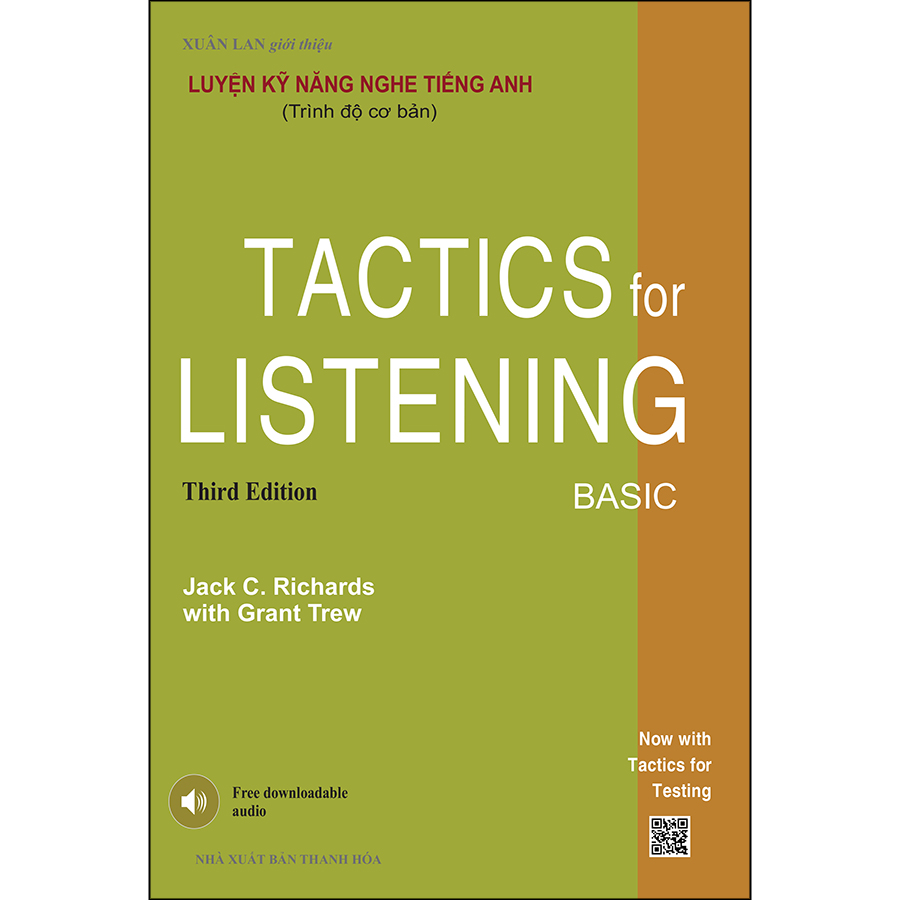 XUÂN LAN giới thiệu
LUYỆN KỸ NĂNG NGHE TIẾNG ANH
(Trình độ cơ bản)
TACTICS for
LISTENING
Third Edition
BASIC
Jack C. Richards
with Grant Trew
Now with
Tactics for
Testing
Free downloadable
audio
NHÀ XUẤT BẢN THANH HÓA